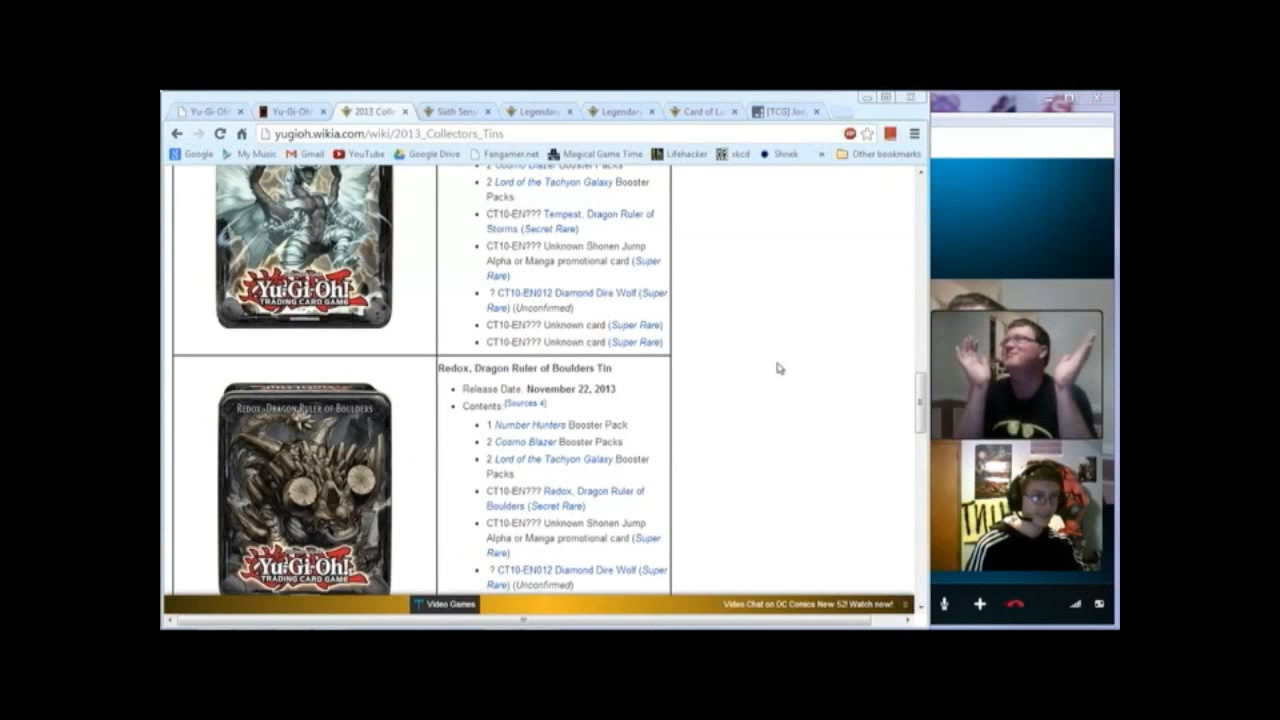 Yu-Gi-Oh!
Yu-Gi-Oh!
2013 Colle
Sixth Sens
Legendary
Legendary
Card of
[TCG]
yugioh.wikia.com/wiki/2013_Collectors_Tins
Google
My Music
Gmail
YouTube
Google Drive
Fangamer.net
Magical Game Time
Lifehacker
xkcd
Shriek
»
Other bookmarks
2 Cosmo Blazer Booster Packs
2 Lord of the Tachyon Galaxy Booster
Packs
CT10-EN??? Tempest, Dragon Ruler of
Storms (Secret Rare)
CT10-EN??? Unknown Shonen Jump
Alpha or Manga promotional card (Super
Rare)
? CT10-EN012 Diamond Dire Wolf (Super
Rare) (Unconfirmed)
CT10-EN??? Unknown card (Super Rare)
CT10-EN??? Unknown card (Super Rare)
Yu-Gi-Oh!
TRADING CARD GAME
Redox, Dragon Ruler of Boulders Tin
Release Date: November 22, 2013
Contents:[Sources 4]
1 Number Hunters Booster Pack
2 Cosmo Blazer Booster Packs
2 Lord of the Tachyon Galaxy Booster
Packs
CT10-EN??? Redox, Dragon Ruler of
Boulders (Secret Rare)
CT10-EN??? Unknown Shonen Jump
Alpha or Manga promotional card (Super
Rare)
? CT10-EN012 Diamond Dire Wolf (Super
Rare) (Unconfirmed)
REDOX, DRAGON RULER OF BOULDERS
Yu-Gi-Oh!
TRADING CARD GAME
Video Games
Video Chat on DC Comics New 52! Watch now!